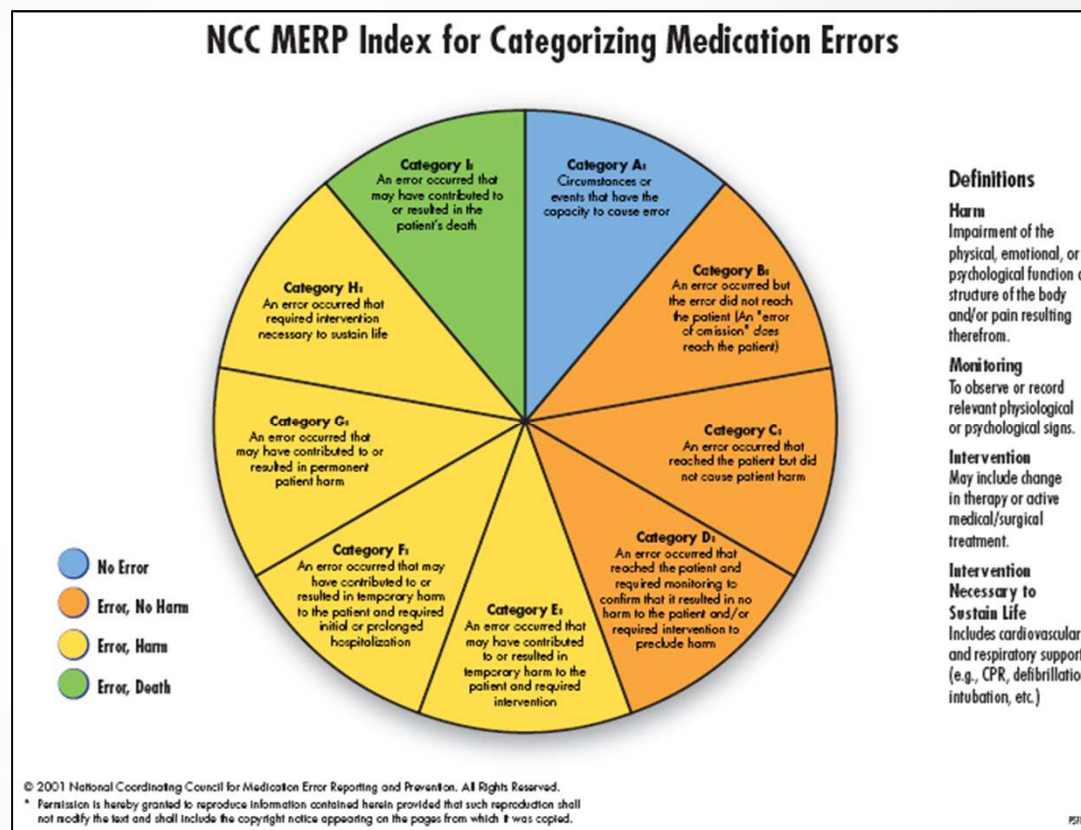 NCC MERP Index for Categorizing Medication Errors
Category I:
An error occurred that
may have contributed to
or resulted in the
patient's death
Category A:
Circumstances or
events that have the
capacity to cause error
Category B:
An error occurred but
the error did not reach
the patient (An "error
of omission" does
reach the patient)
Category C:
An error occurred that
reached the patient but did
not cause patient harm
Category D:
An error occurred that
reached the patient and
required monitoring to
confirm that it resulted in no
harm to the patient and/or
required intervention to
preclude harm
Category E:
An error occurred that
may have contributed
to or resulted in
temporary harm to the
patient and required
intervention
Category F:
An error occurred that may
have contributed to or
resulted in temporary harm
to the patient and required
initial or prolonged
hospitalization
Category G:
An error occurred that
may have contributed to or
resulted in permanent
patient harm
Category H:
An error occurred that
required intervention
necessary to sustain life
No Error
Error, No Harm
Error, Harm
Error, Death
Definitions
Harm
Impairment of the
physical, emotional, or
psychological function
structure of the body
and/or pain resulting
therefrom.
Monitoring
To observe or record
relevant physiological
or psychological signs.
Intervention
May include change
in therapy or active
medical/surgical
treatment.
Intervention
Necessary to
Sustain Life
Includes cardiovascular
and respiratory support
(e.g., CPR, defibrillatio
intubation, etc.)
© 2001 National Coordinating Council for Medication Error Reporting and Prevention. All Rights Reserved.
* Permission is hereby granted to reproduce information contained herein provided that such reproduction shall
not modify the text and shall include the copyright notice appearing on the pages from which it was copied.